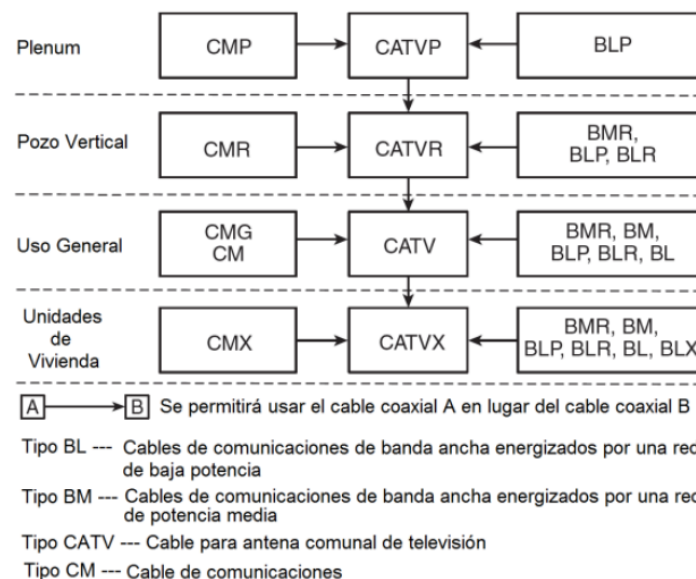 Plenum
CMP
CATVP
BLP
Pozo Vertical
CMR
CATVR
BMR,
BLP, BLR
Uso General
CMG
CM
CATV
BMR, BM,
BLP, BLR, BL
Unidades
de
Vivienda
CMX
CATVX
BMR, BM,
BLP, BLR, BL, BLX
A B Se permitirá usar el cable coaxial A en lugar del cable coaxial B
Tipo BL --- Cables de comunicaciones de banda ancha energizados por una red
de baja potencia
Tipo BM --- Cables de comunicaciones de banda ancha energizados por una red
de potencia media
Tipo CATV --- Cable para antena comunal de televisión
Tipo CM --- Cable de comunicaciones